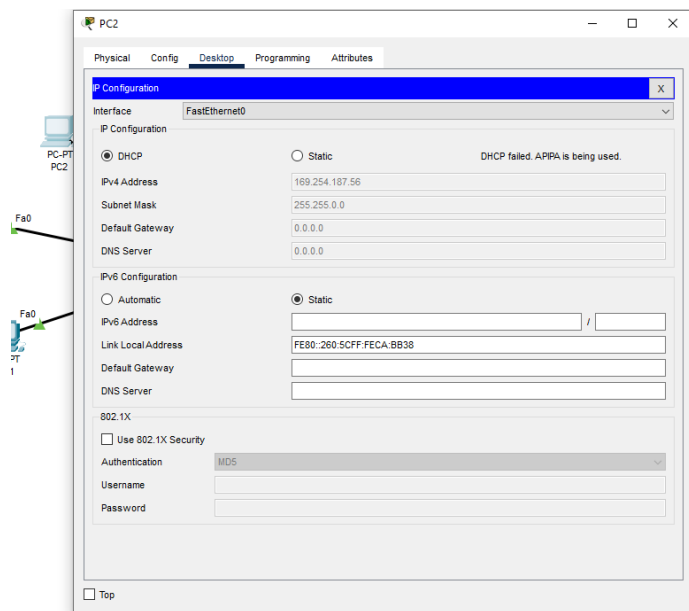 PC2
Physical Config Desktop Programming Attributes
IP Configuration X
Interface FastEthernet0
IP Configuration
DHCP Static DHCP failed. APIPA is being used.
PC-PT
PC2
IPv4 Address 169.254.187.56
Subnet Mask 255.255.0.0
Fa0
Default Gateway 0.0.0.0
DNS Server 0.0.0.0
IPv6 Configuration
Automatic Static
Fa0
IPv6 Address /
Link Local Address FE80::260:5CFF:FECA:BB38
PT
1
Default Gateway
DNS Server
802.1X
Use 802.1X Security
Authentication MD5
Username
Password
Top